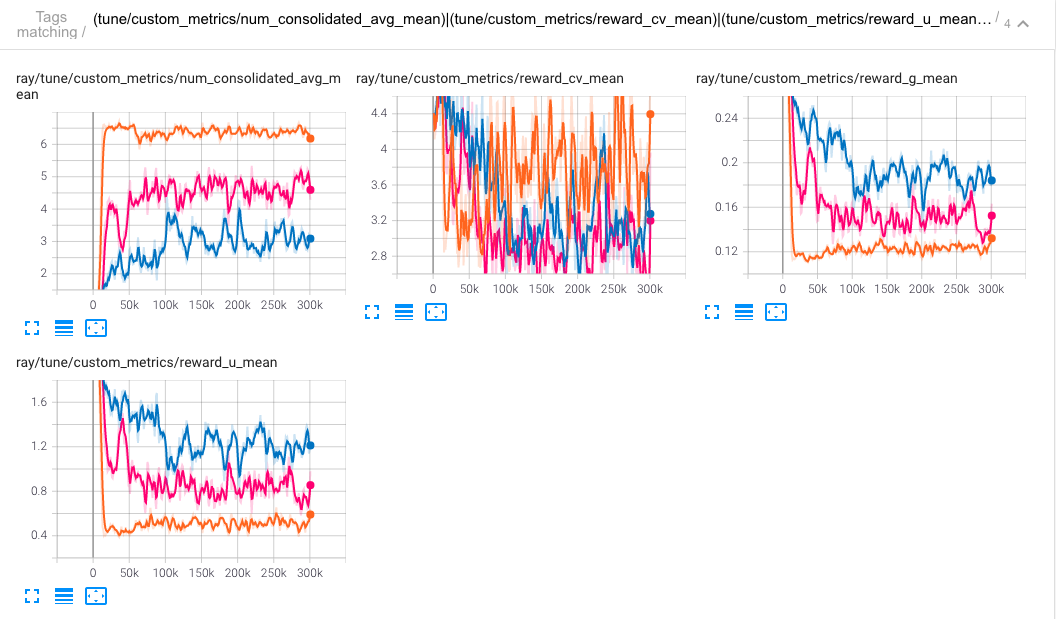 Tags matching /
(tune/custom_metrics/num_consolidated_avg_mean)|(tune/custom_metrics/reward_cv_mean)|(tune/custom_metrics/reward_u_mean… / 4
ray/tune/custom_metrics/num_consolidated_avg_m
ean
6
5
4
3
2
0 50k 100k 150k 200k 250k 300k
ray/tune/custom_metrics/reward_cv_mean
4.4
4
3.6
3.2
2.8
0 50k 100k 150k 200k 250k 300k
ray/tune/custom_metrics/reward_g_mean
0.24
0.2
0.16
0.12
0 50k 100k 150k 200k 250k 300k
ray/tune/custom_metrics/reward_u_mean
1.6
1.2
0.8
0.4
0 50k 100k 150k 200k 250k 300k